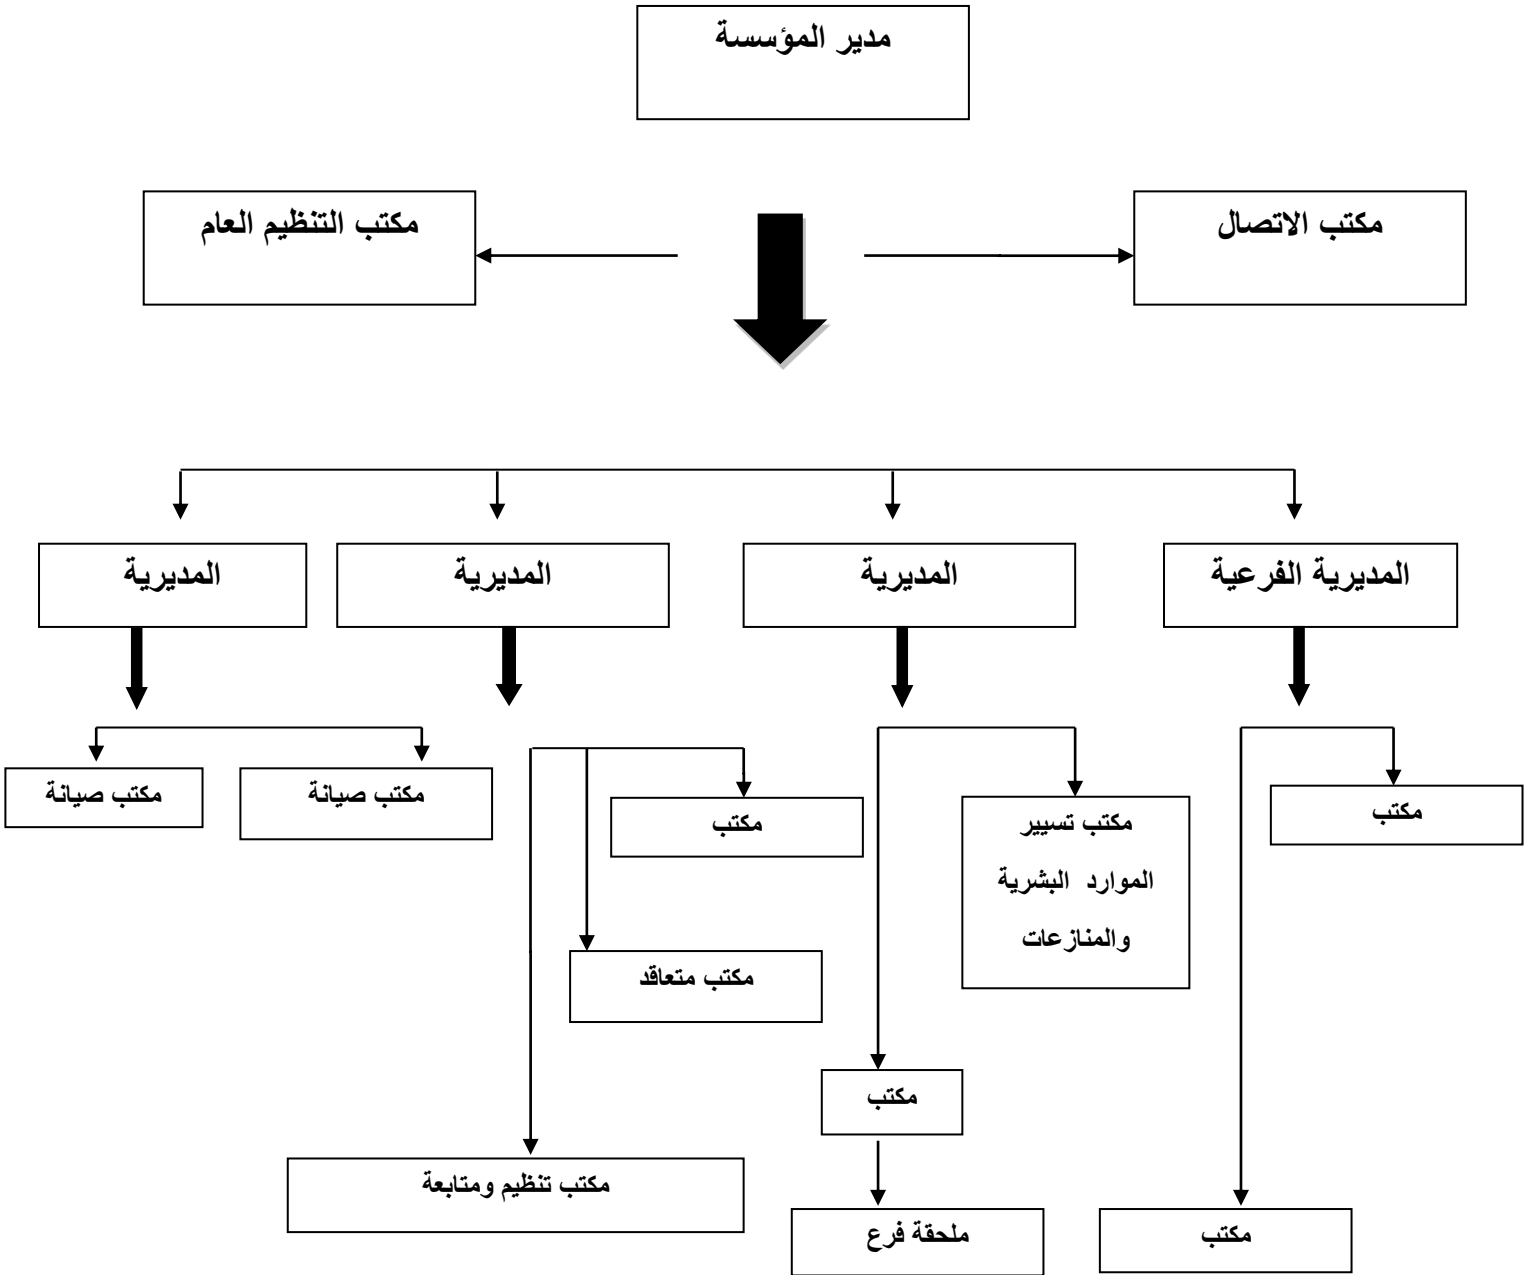 مدير المؤسسة
مكتب الاتصال
مكتب التنظيم العام
المديرية الفرعية
المديرية
المديرية
المديرية
مكتب
مكتب تسيير
الموارد البشرية
والمنازعات
مكتب
مكتب صيانة
مكتب صيانة
مكتب متعاقد
مكتب
مكتب تنظيم ومتابعة
ملحقة فرع
مكتب